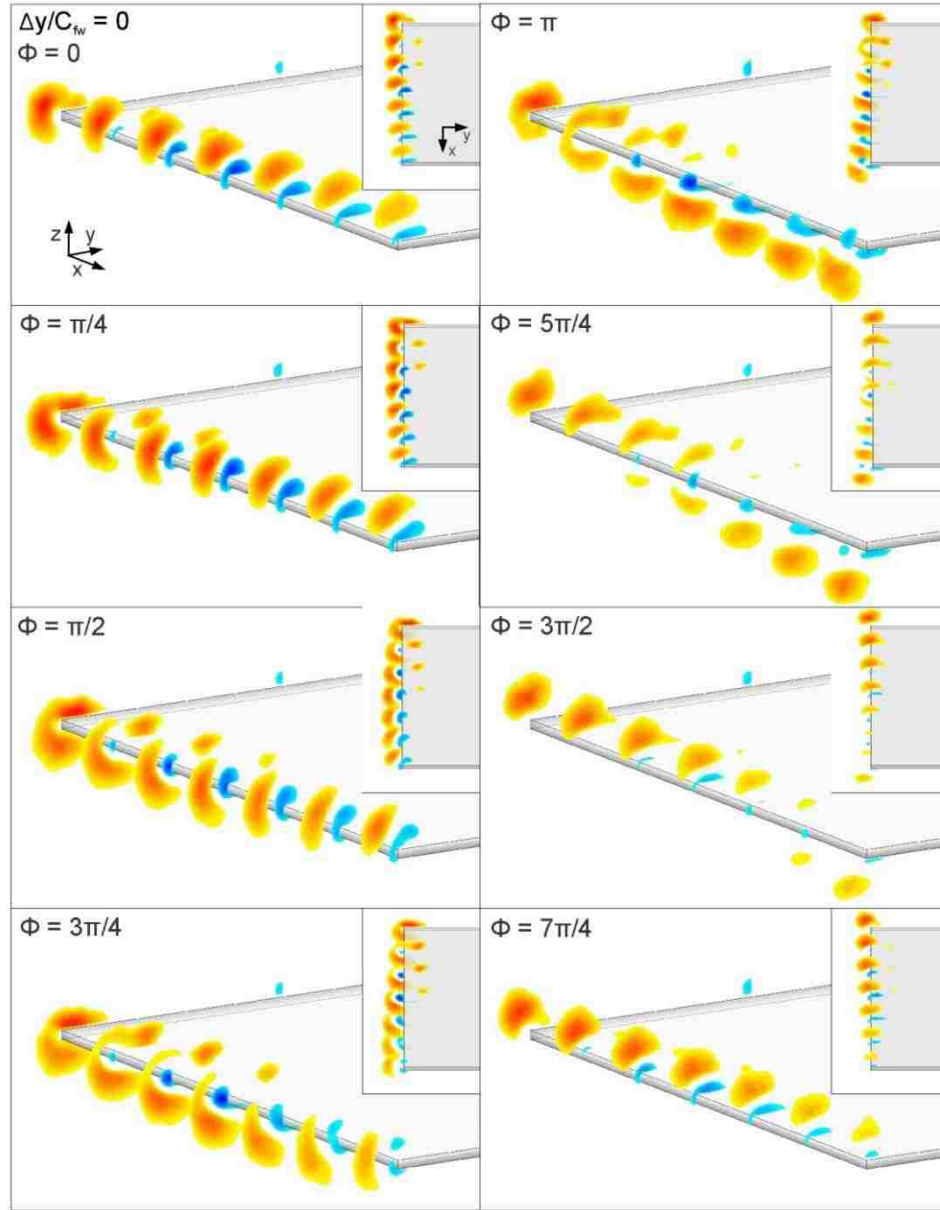 Δy/C_fw = 0
Φ = 0
y
x
z
y
x
Φ = π
Φ = π/4
Φ = 5π/4
Φ = π/2
Φ = 3π/2
Φ = 3π/4
Φ = 7π/4